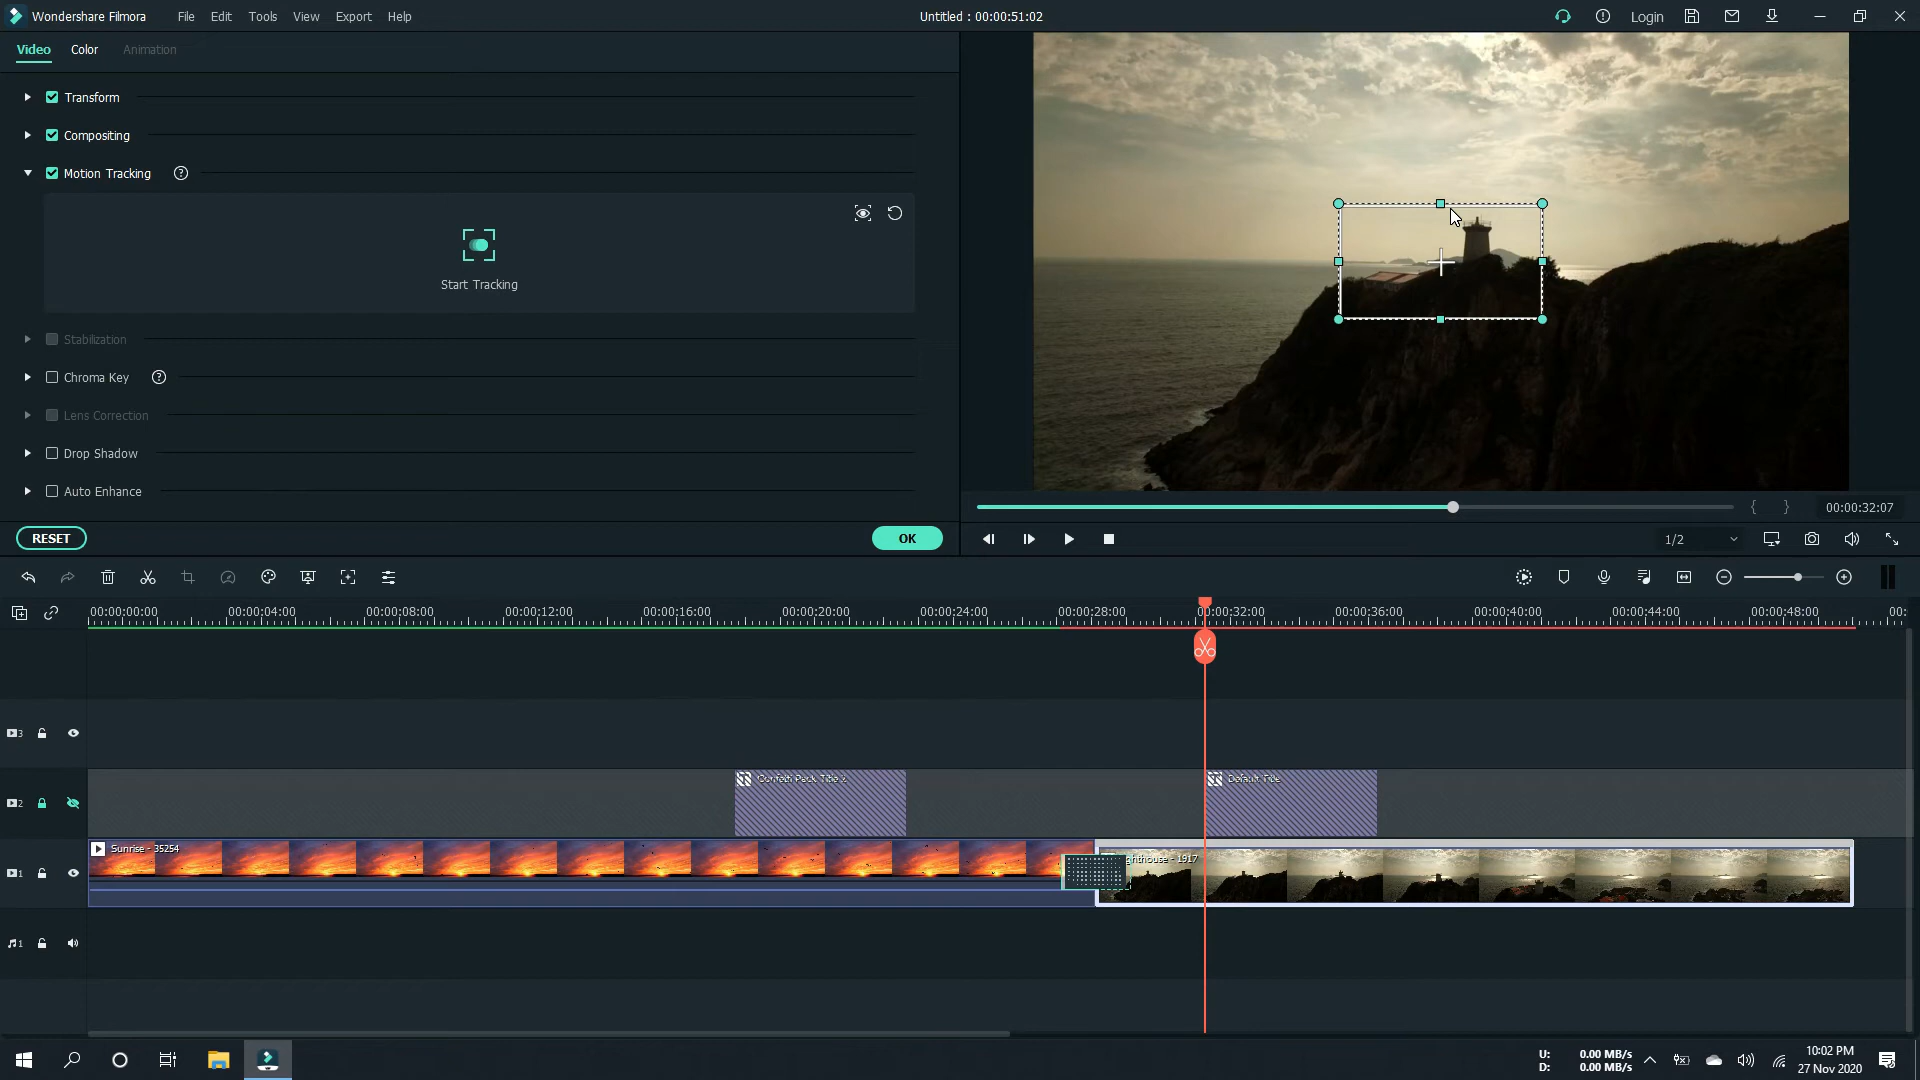 Wondershare Filmora File Edit Tools View Export Help Untitled : 00:00:51:02 Login
Video Color Animation
Transform
Compositing
Motion Tracking ?
Start Tracking
Stabilization
Chroma Key ?
Lens Correction
Drop Shadow
Auto Enhance
{ } 00:00:32:07
RESET OK 1/2
00:00:00:00 00:00:04:00 00:00:08:00 00:00:12:00 00:00:16:00 00:00:20:00 00:00:24:00 00:00:28:00 00:00:32:00 00:00:36:00 00:00:40:00 00:00:44:00 00:00:48:00 00:
3
2 Confetti Pack Title 2 Default Title
Sunrise - 35254
ghthouse - 1917
1
1
U: 0.00 MB/s
D: 0.00 MB/s
10:02 PM
27 Nov 2020